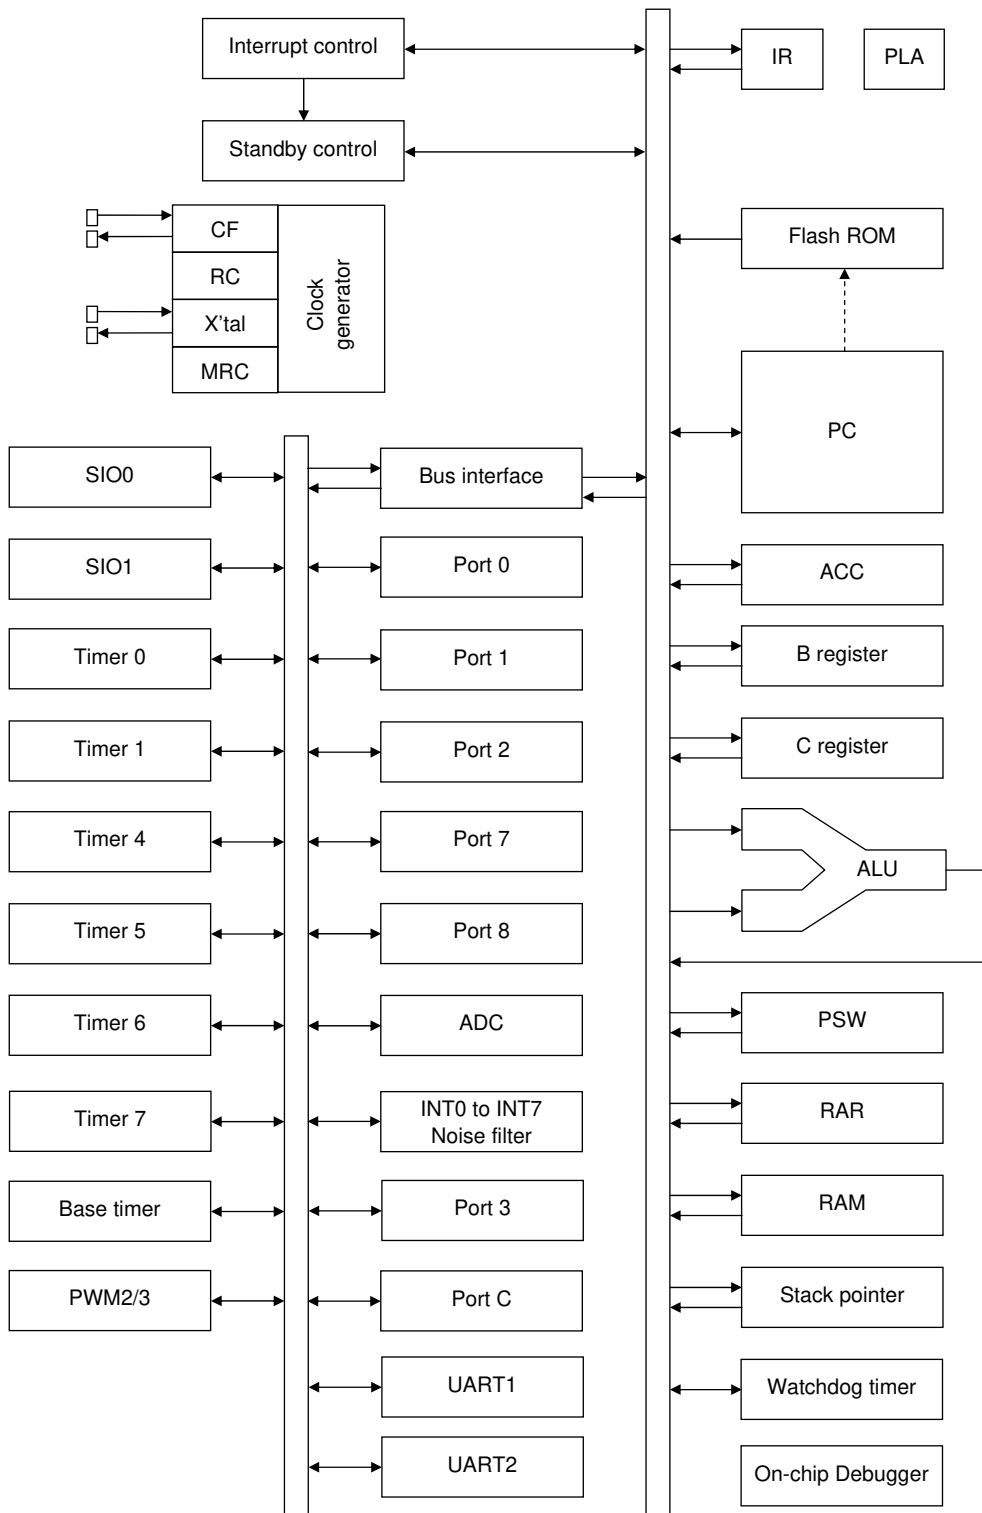 Interrupt control
IR
PLA
Standby control
CF
RC
X'tal
MRC
Clock
generator
Flash ROM
PC
SIO0
Bus interface
SIO1
Port 0
ACC
Timer 0
Port 1
B register
Timer 1
Port 2
C register
Timer 4
Port 7
ALU
Timer 5
Port 8
Timer 6
ADC
PSW
Timer 7
INT0 to INT7
Noise filter
RAR
Base timer
Port 3
RAM
PWM2/3
Port C
Stack pointer
UART1
Watchdog timer
UART2
On-chip Debugger